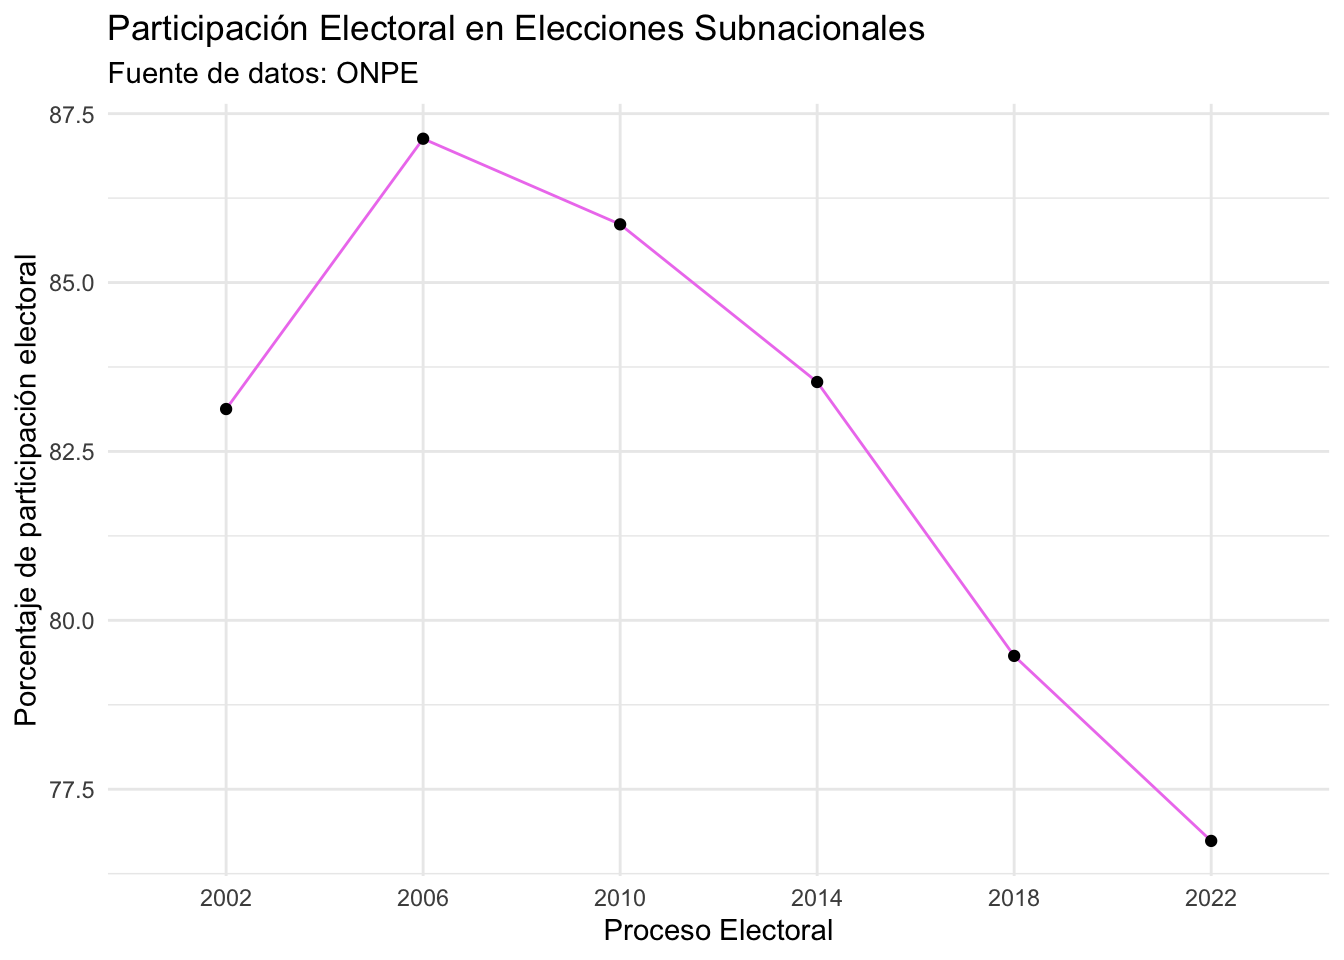 Participación Electoral en Elecciones Subnacionales
Fuente de datos: ONPE
Porcentaje de participación electoral
87.5
85.0
82.5
80.0
77.5
2002 2006 2010 2014 2018 2022
Proceso Electoral